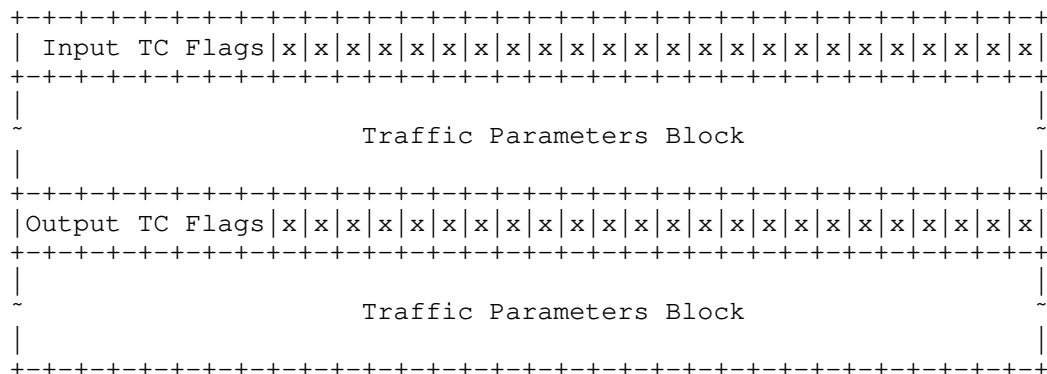 +-+-+-+-+-+-+-+-+-+-+-+-+-+-+-+-+-+-+-+-+-+-+-+-+-+-+-+-+-+-+-+-+
| Input TC Flags|x|x|x|x|x|x|x|x|x|x|x|x|x|x|x|x|x|x|x|x|x|x|x|x|
+-+-+-+-+-+-+-+-+-+-+-+-+-+-+-+-+-+-+-+-+-+-+-+-+-+-+-+-+-+-+-+-+
|                                                               |
~                     Traffic Parameters Block                  ~
|                                                               |
+-+-+-+-+-+-+-+-+-+-+-+-+-+-+-+-+-+-+-+-+-+-+-+-+-+-+-+-+-+-+-+-+
|Output TC Flags|x|x|x|x|x|x|x|x|x|x|x|x|x|x|x|x|x|x|x|x|x|x|x|x|
+-+-+-+-+-+-+-+-+-+-+-+-+-+-+-+-+-+-+-+-+-+-+-+-+-+-+-+-+-+-+-+-+
|                                                               |
~                     Traffic Parameters Block                  ~
|                                                               |
+-+-+-+-+-+-+-+-+-+-+-+-+-+-+-+-+-+-+-+-+-+-+-+-+-+-+-+-+-+-+-+-+